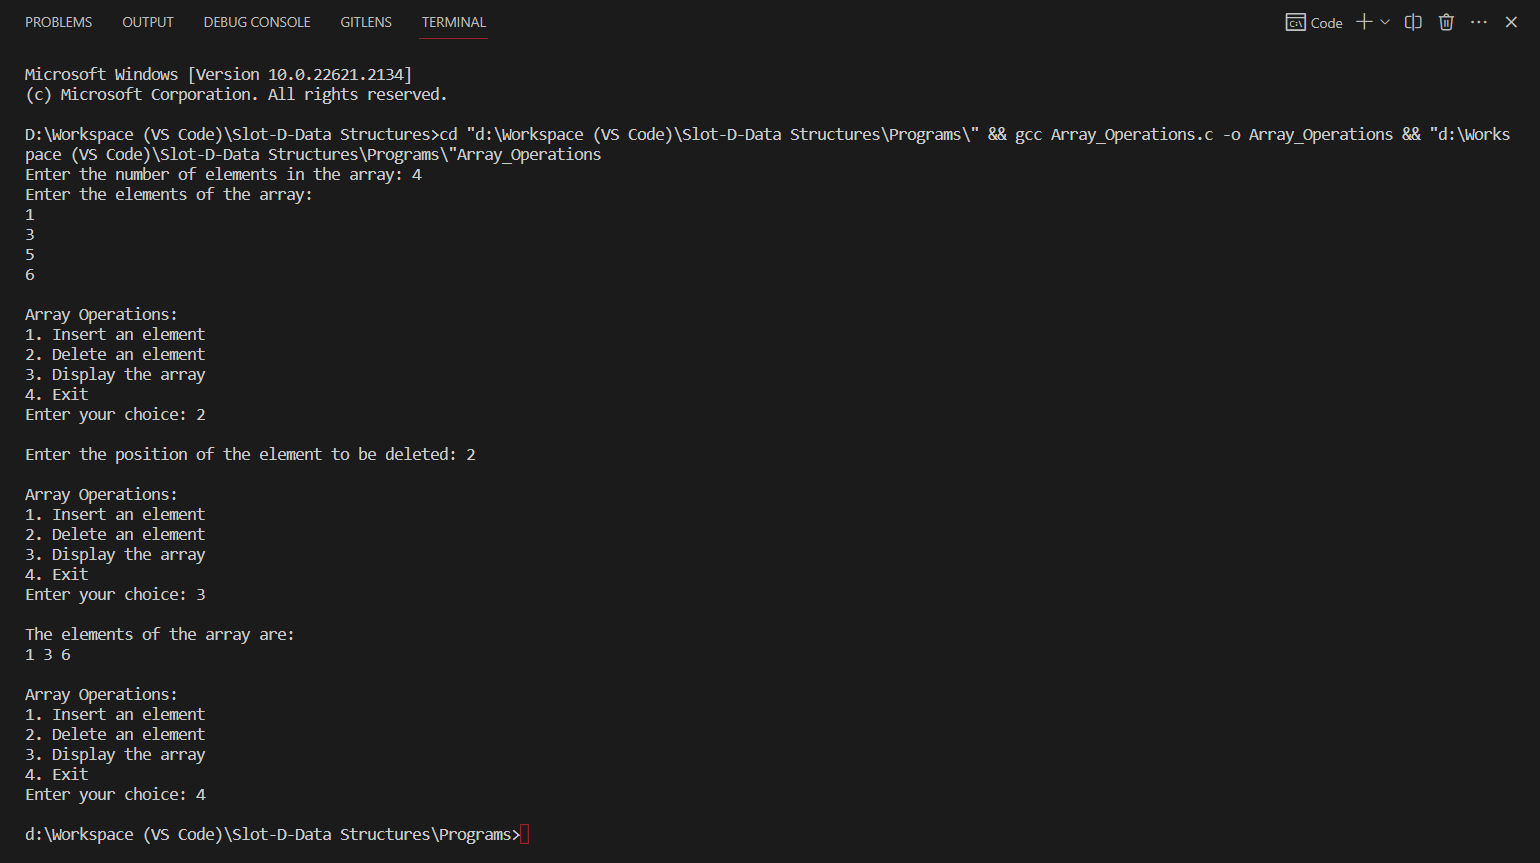 PROBLEMS OUTPUT DEBUG CONSOLE GITLENS TERMINAL Code
Microsoft Windows [Version 10.0.22621.2134]
(c) Microsoft Corporation. All rights reserved.
D:\Workspace (VS Code)\Slot-D-Data Structures>cd "d:\Workspace (VS Code)\Slot-D-Data Structures\Programs\" && gcc Array_Operations.c -o Array_Operations && "d:\Works
pace (VS Code)\Slot-D-Data Structures\Programs\"Array_Operations
Enter the number of elements in the array: 4
Enter the elements of the array:
1
3
5
6
Array Operations:
1. Insert an element
2. Delete an element
3. Display the array
4. Exit
Enter your choice: 2
Enter the position of the element to be deleted: 2
Array Operations:
1. Insert an element
2. Delete an element
3. Display the array
4. Exit
Enter your choice: 3
The elements of the array are:
1 3 6
Array Operations:
1. Insert an element
2. Delete an element
3. Display the array
4. Exit
Enter your choice: 4
d:\Workspace (VS Code)\Slot-D-Data Structures\Programs>